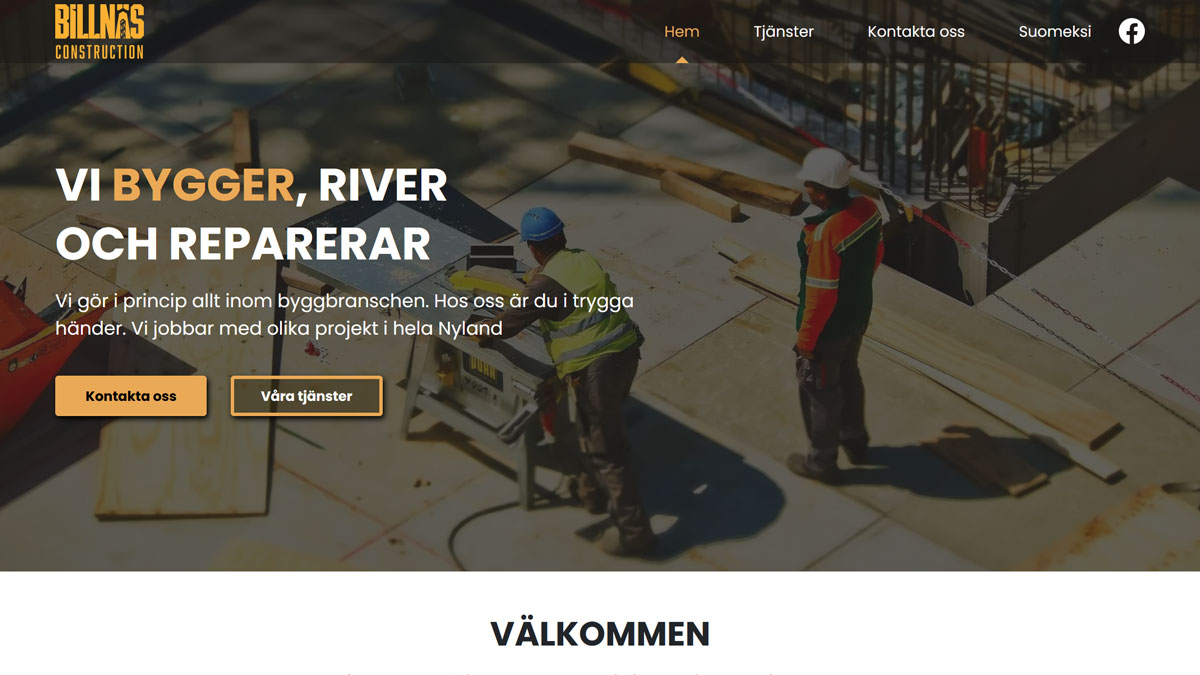 BILLNÄS
CONSTRUCTION
Hem
Tjänster
Kontakta oss
Suomeksi
VI BYGGER, RIVER
OCH REPARERAR
Vi gör i princip allt inom byggbranschen. Hos oss är du i trygga
händer. Vi jobbar med olika projekt i hela Nyland
Kontakta oss
Våra tjänster
VÄLKOMMEN